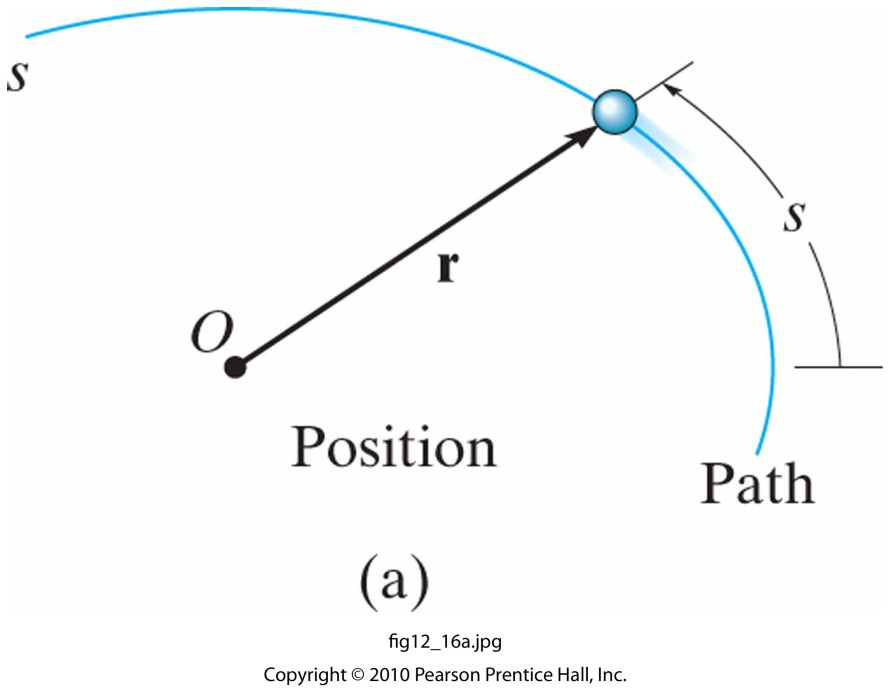 s
s
r
O
Position
Path
(a)
fig12_16a.jpg
Copyright © 2010 Pearson Prentice Hall, Inc.